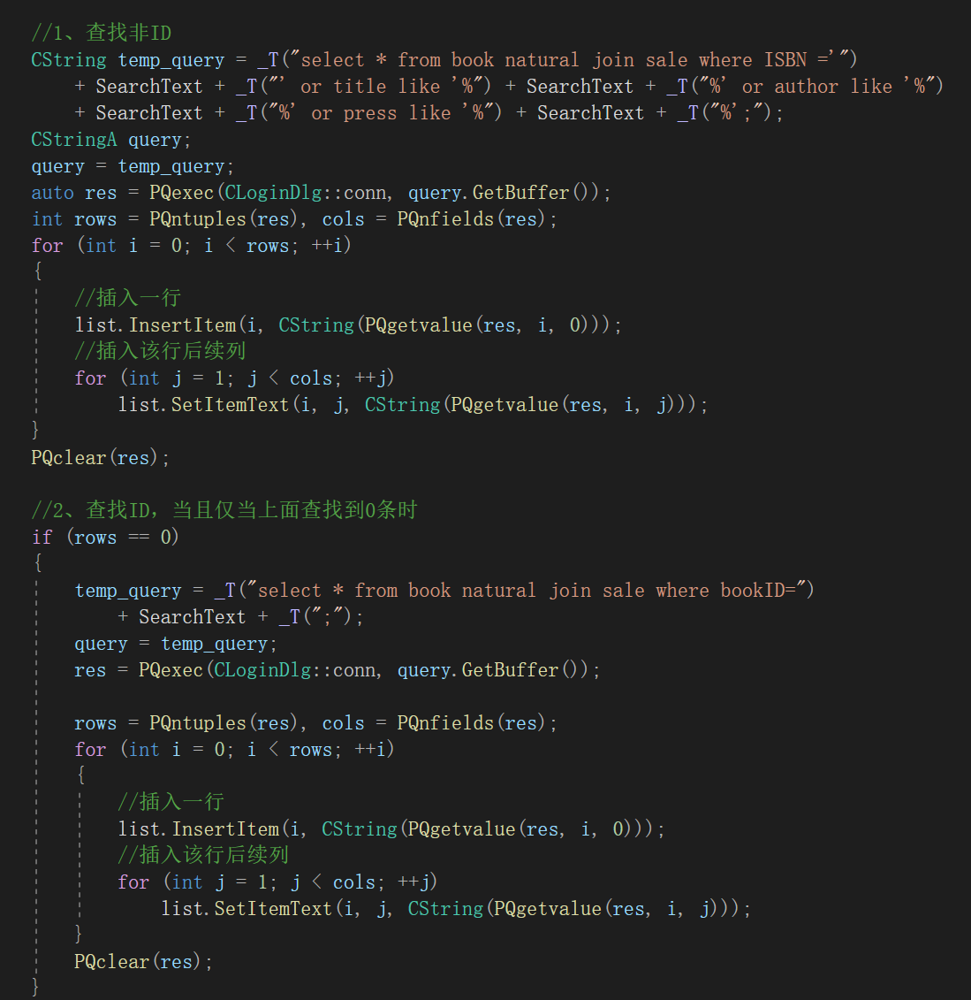 //1、查找非ID
CString temp_query = _T("select * from book natural join sale where ISBN ='")
    + SearchText + _T("' or title like '%") + SearchText + _T("%' or author like '%")
    + SearchText + _T("%' or press like '%") + SearchText + _T("%';");
CStringA query;
query = temp_query;
auto res = PQexec(CLoginDlg::conn, query.GetBuffer());
int rows = PQntuples(res), cols = PQnfields(res);
for (int i = 0; i < rows; ++i)
{
    //插入一行
    list.InsertItem(i, CString(PQgetvalue(res, i, 0)));
    //插入该行后续列
    for (int j = 1; j < cols; ++j)
        list.SetItemText(i, j, CString(PQgetvalue(res, i, j)));
}
PQclear(res);

//2、查找ID，当且仅当上面查找到0条时
if (rows == 0)
{
    temp_query = _T("select * from book natural join sale where bookID=")
        + SearchText + _T(";");
    query = temp_query;
    res = PQexec(CLoginDlg::conn, query.GetBuffer());

    rows = PQntuples(res), cols = PQnfields(res);
    for (int i = 0; i < rows; ++i)
    {
        //插入一行
        list.InsertItem(i, CString(PQgetvalue(res, i, 0)));
        //插入该行后续列
        for (int j = 1; j < cols; ++j)
            list.SetItemText(i, j, CString(PQgetvalue(res, i, j)));
    }
    PQclear(res);
}